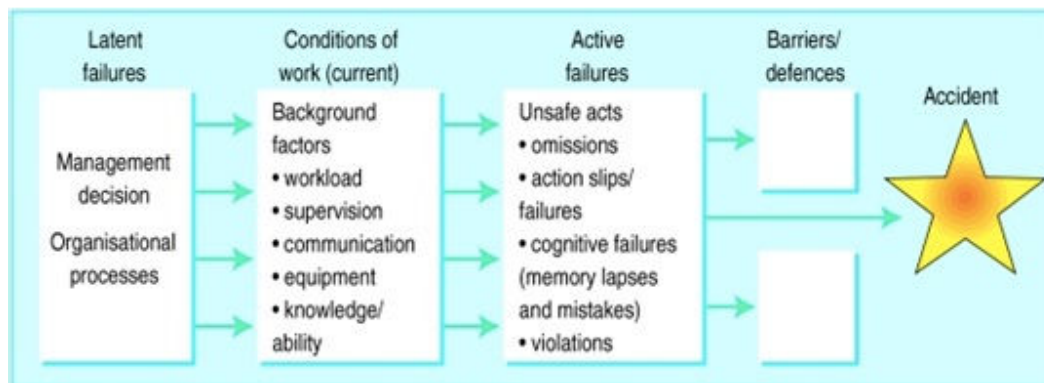 Latent
failures
Conditions of
work (current)
Active
failures
Barriers/
defences
Accident
Management
decision
Organisational
processes
Background
factors
• workload
• supervision
• communication
• equipment
• knowledge/
ability
Unsafe acts
• omissions
• action slips/
failures
• cognitive failures
(memory lapses
and mistakes)
• violations